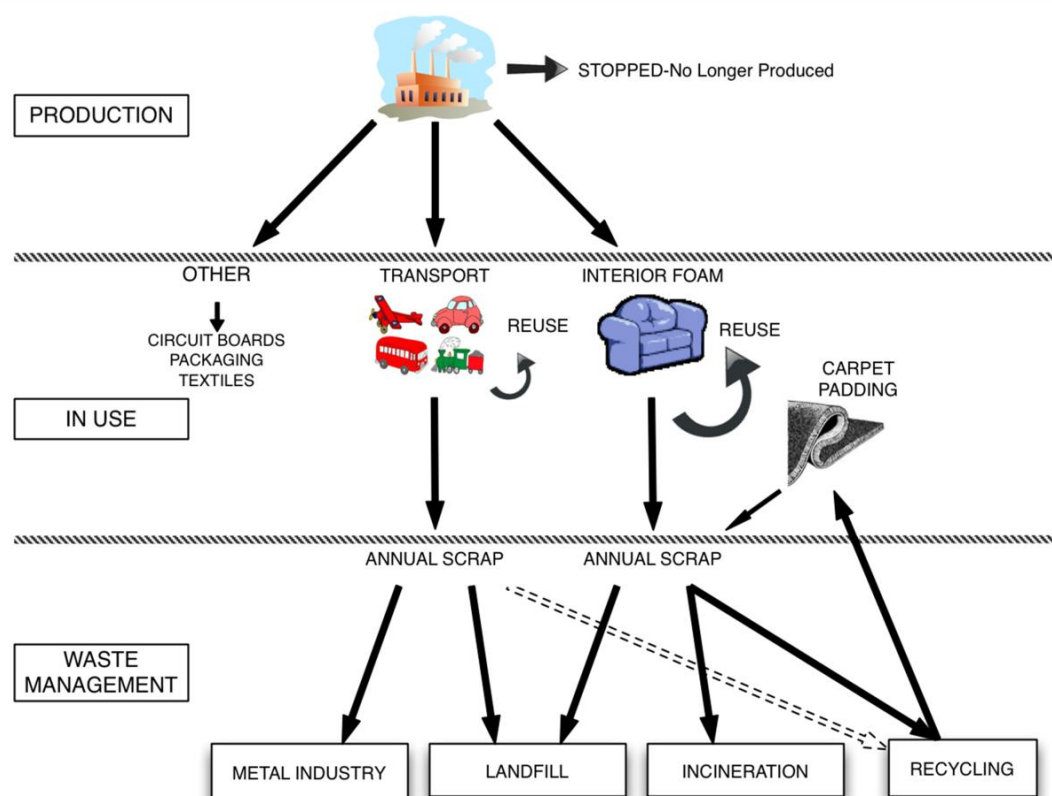 STOPPED-No Longer Produced
PRODUCTION
OTHER
TRANSPORT
INTERIOR FOAM
CIRCUIT BOARDS
PACKAGING
TEXTILES
REUSE
REUSE
CARPET
PADDING
IN USE
ANNUAL SCRAP
ANNUAL SCRAP
WASTE
MANAGEMENT
METAL INDUSTRY
LANDFILL
INCINERATION
RECYCLING